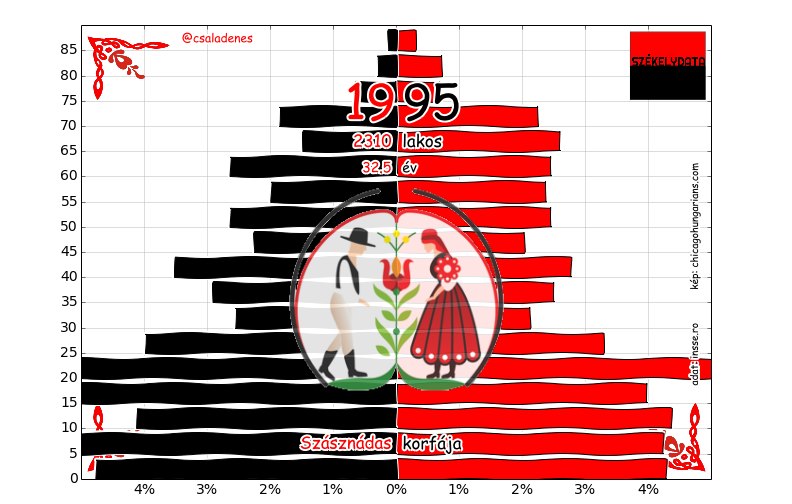 @csaladenes
SZÉKELYDATA
1995
2310 lakos
32.5 év
Szásznádas korfája
kép: chicagohungarians.com
adat: insse.ro
85
80
75
70
65
60
55
50
45
40
35
30
25
20
15
10
5
0
4% 3% 2% 1% 0% 1% 2% 3% 4%